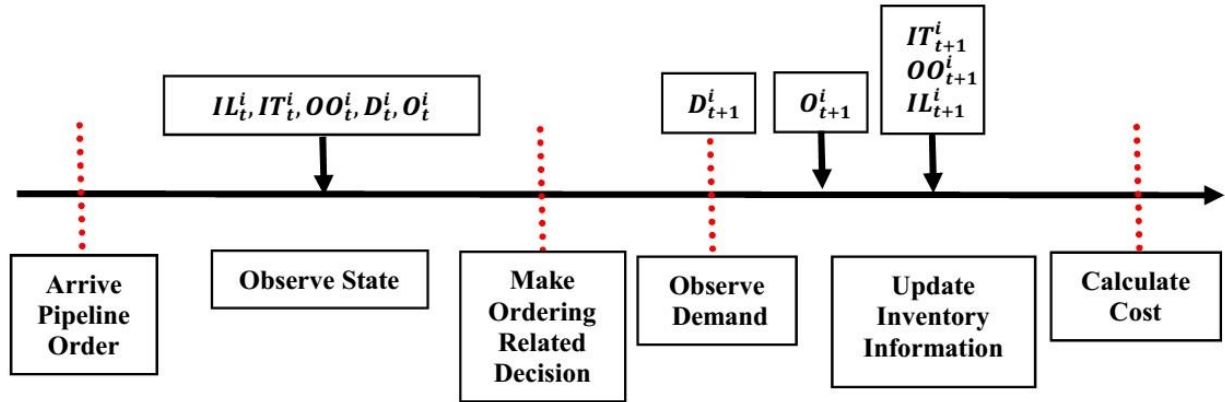 IL_t^i, IT_t^i, OO_t^i, D_t^i, O_t^i
D_{t+1}^i
O_{t+1}^i
IT_{t+1}^i
OO_{t+1}^i
IL_{t+1}^i
Arrive
Pipeline
Order
Observe State
Make
Ordering
Related
Decision
Observe
Demand
Update
Inventory
Information
Calculate
Cost